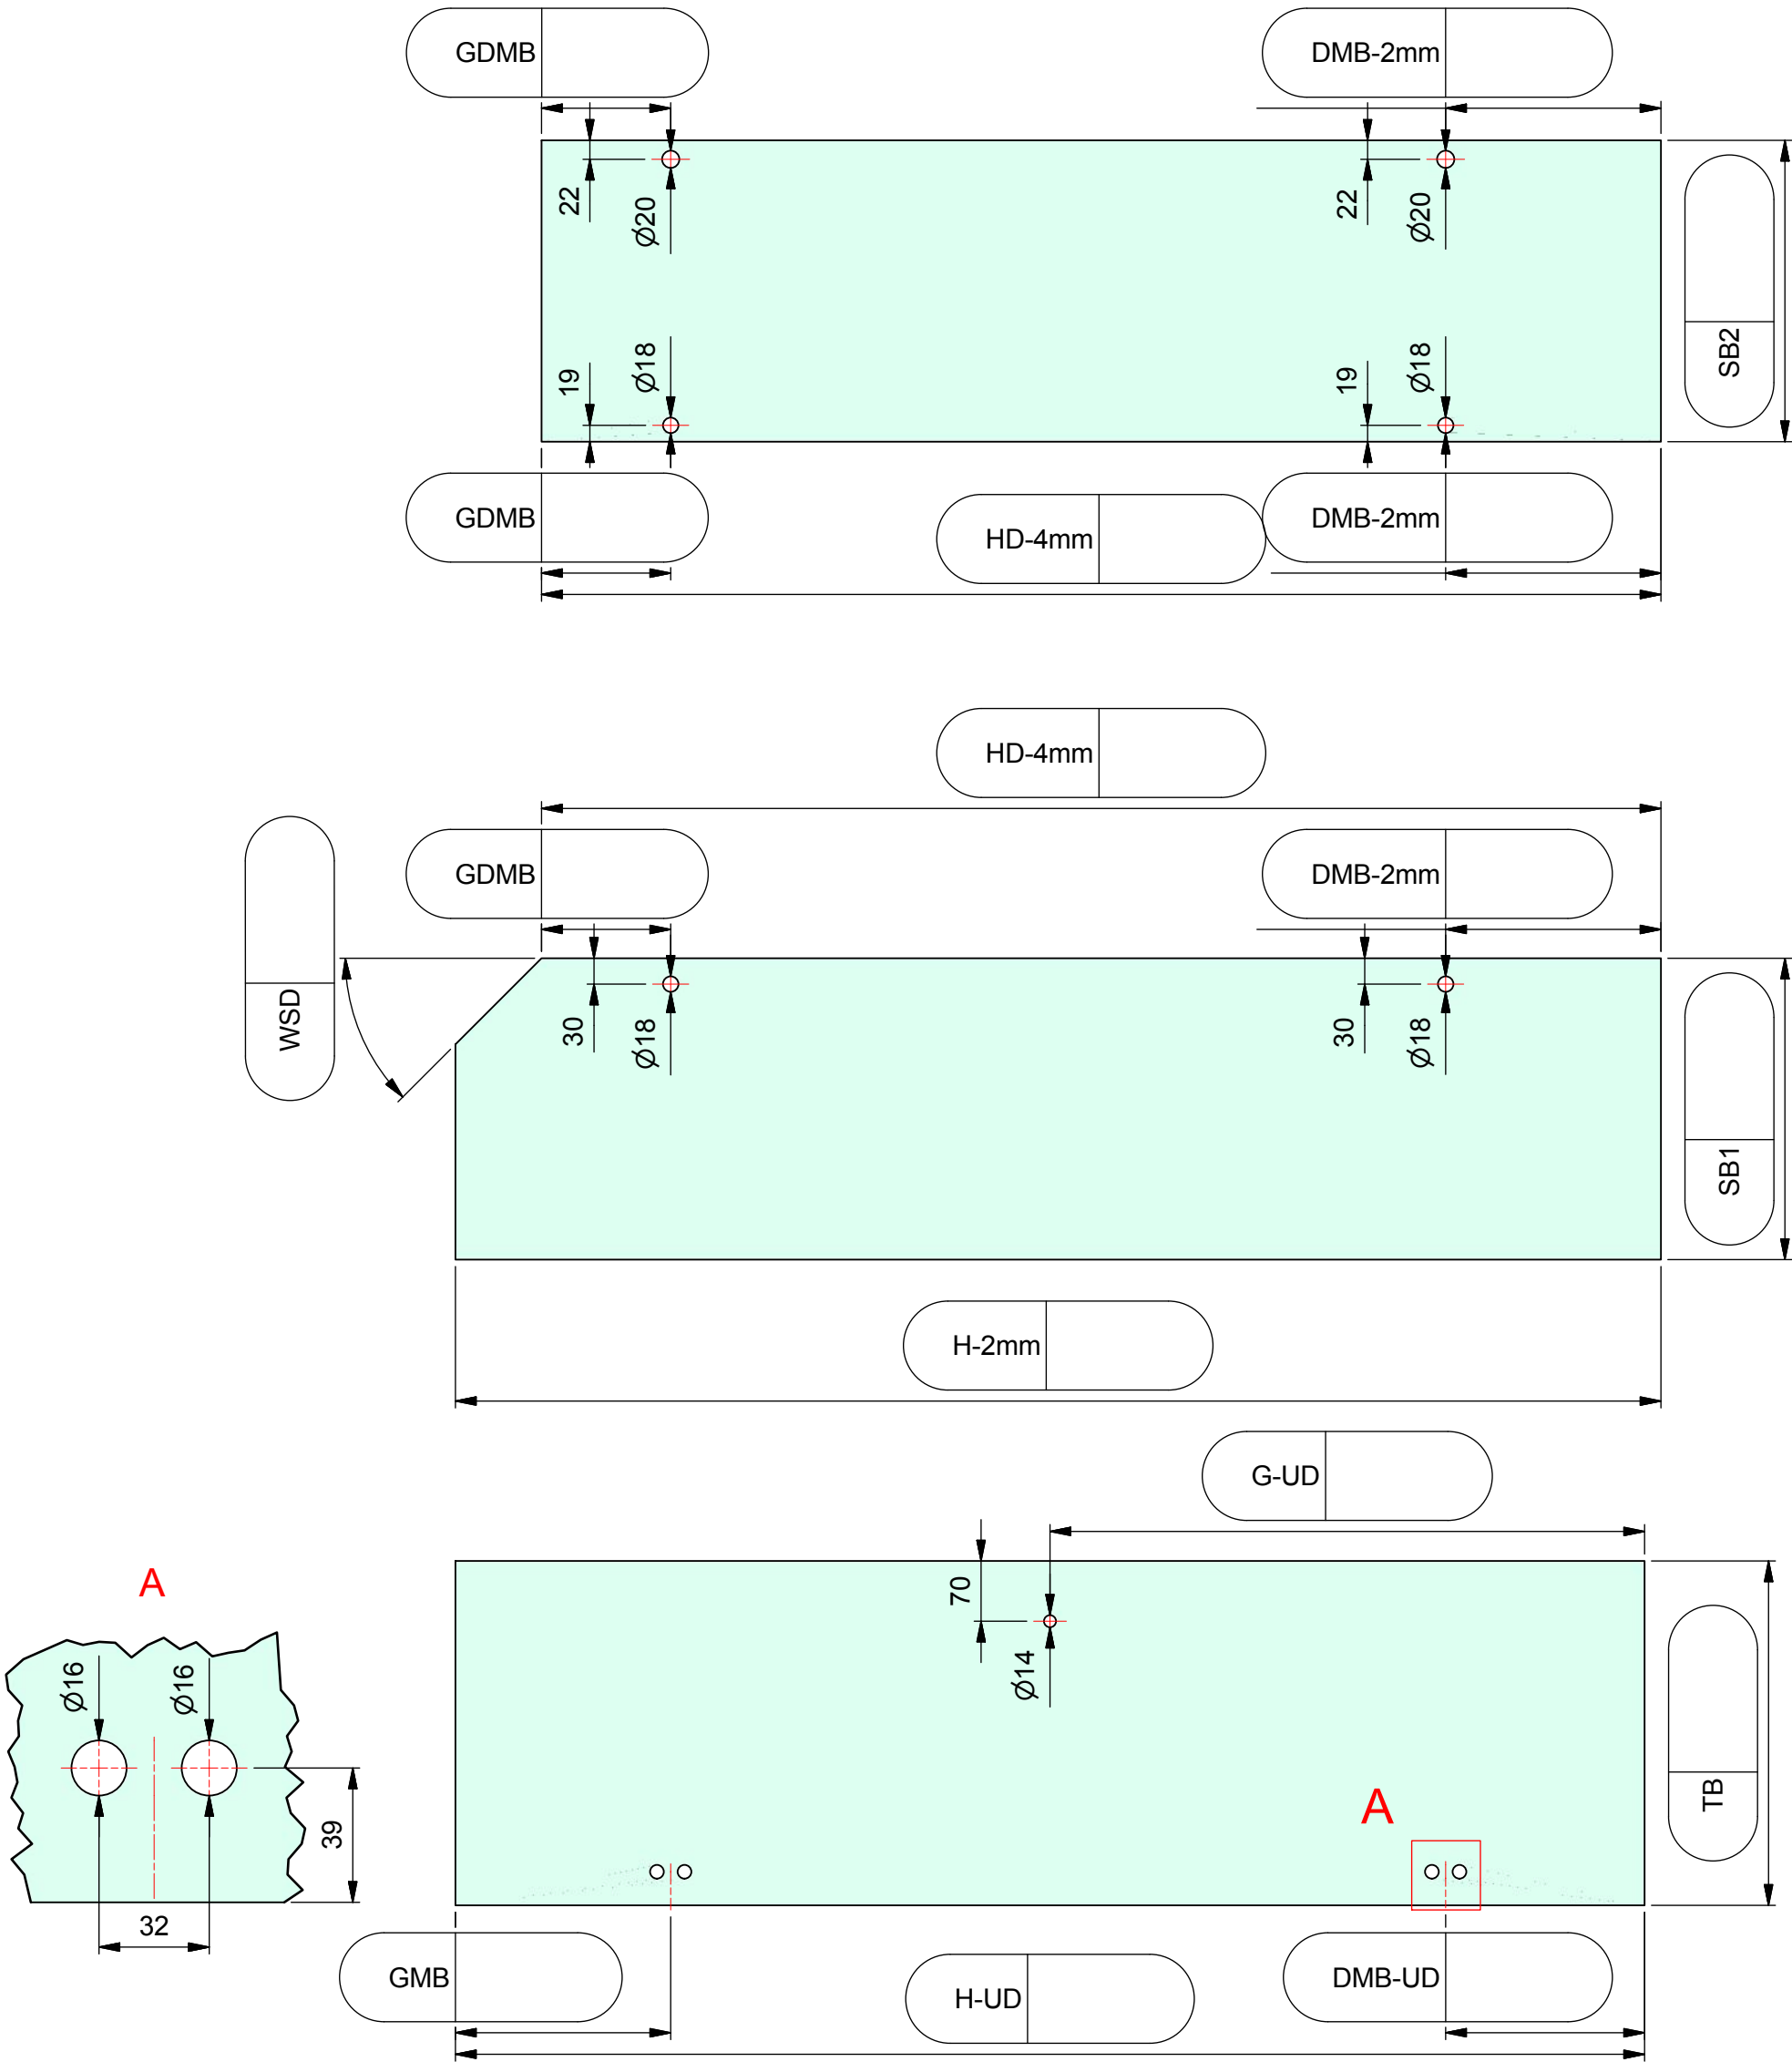 GDMB
DMB-2mm
22
Ø20
22
Ø20
SB2
19
Ø18
19
Ø18
GDMB
HD-4mm
DMB-2mm
HD-4mm
GDMB
DMB-2mm
WSD
30
Ø18
30
Ø18
SB1
H-2mm
G-UD
A
70
Ø14
Ø16
Ø16
TB
A
39
32
GMB
H-UD
DMB-UD